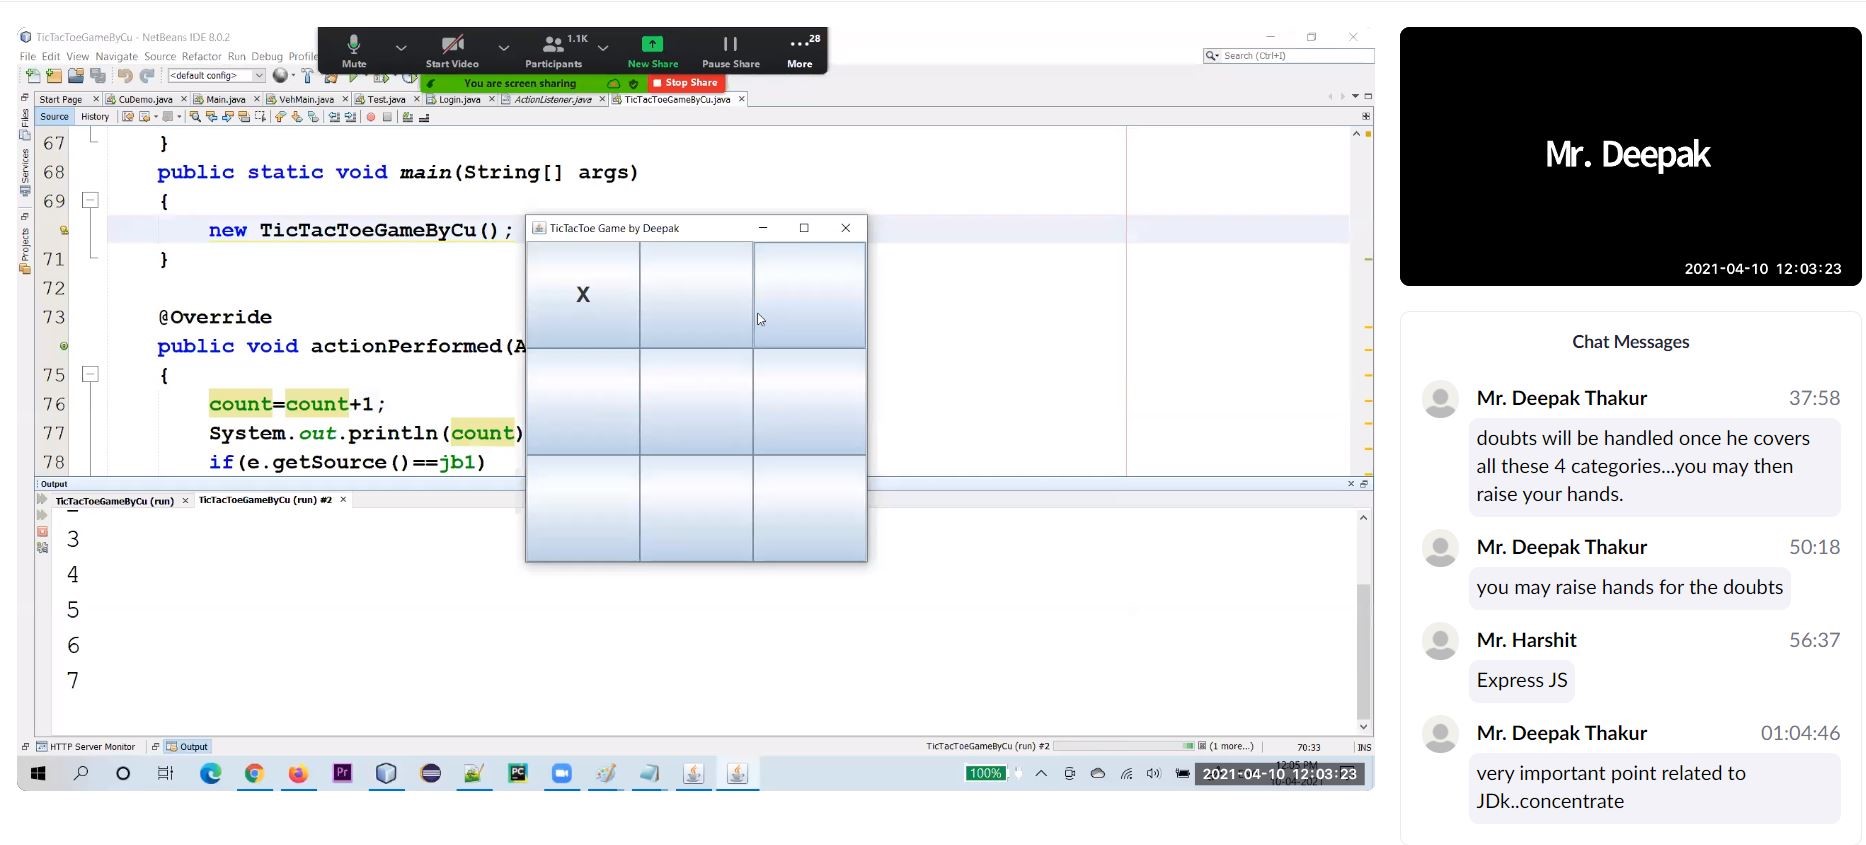 TicTacToeGameByCu - NetBeans IDE 8.0.2
File Edit View Navigate Source Refactor Run Debug Profile
Mute
Start Video
1.1K
Participants
New Share
Pause Share
28
More
You are screen sharing
Stop Share
Search (Ctrl+I)
<default config>
Start Page
CuDemo.java
Main.java
VehMain.java
Test.java
Login.java
ActionListener.java
TicTacToeGameByCu.java
Source
History
Files
Services
Projects
67 }
68 public static void main(String[] args)
69 {
new TicTacToeGameByCu();
71 }
72
73 @Override
public void actionPerformed(A
75 {
76 count=count+1;
77 System.out.println(count)
78 if(e.getSource()==jb1)
TicTacToe Game by Deepak
X
Output
TicTacToeGameByCu (run)
TicTacToeGameByCu (run) #2
3
4
5
6
7
HTTP Server Monitor
Output
TicTacToeGameByCu (run) #2
(1 more...)
70:33
INS
Pr
PC
100%
2021-04-10 12:03:23
Mr. Deepak
2021-04-10 12:03:23
Chat Messages
Mr. Deepak Thakur 37:58
doubts will be handled once he covers
all these 4 categories...you may then
raise your hands.
Mr. Deepak Thakur 50:18
you may raise hands for the doubts
Mr. Harshit 56:37
Express JS
Mr. Deepak Thakur 01:04:46
very important point related to
JDk..concentrate